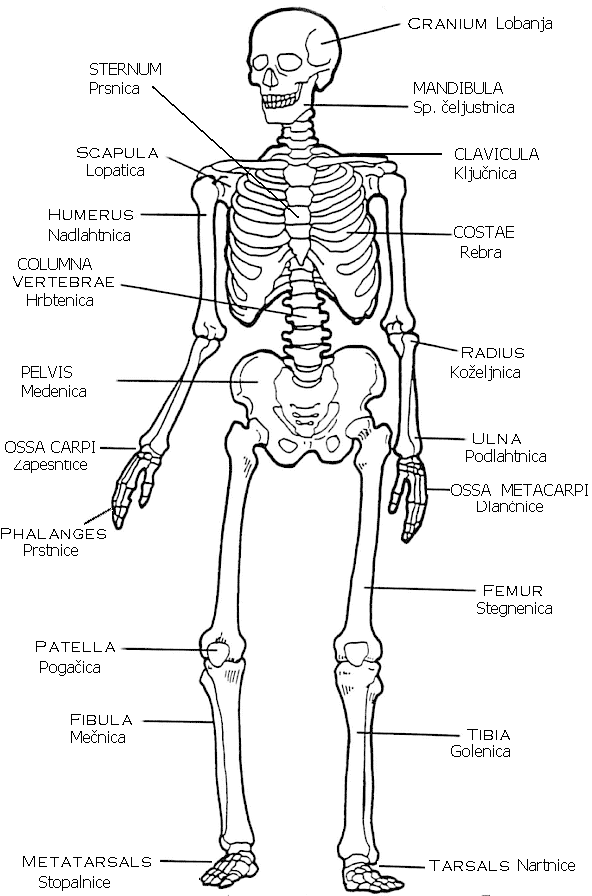 CRANIUM Lobanja
STERNUM
Prsnica
MANDIBULA
Sp. čeljustnica
SCAPULA
Lopatica
CLAVICULA
Ključnica
HUMERUS
Nadlahtnica
COSTAE
Rebra
COLUMNA
VERTEBRAE
Hrbtenica
RADIUS
Koželjnica
PELVIS
Medenica
ULNA
Podlahtnica
OSSA CARPI
Zapestnice
OSSA METACARPI
Dlančnice
PHALANGES
Prstnice
FEMUR
Stegnenica
PATELLA
Pogačica
FIBULA
Mečnica
TIBIA
Golenica
METATARSALS
Stopalnice
TARSALS Nartnice